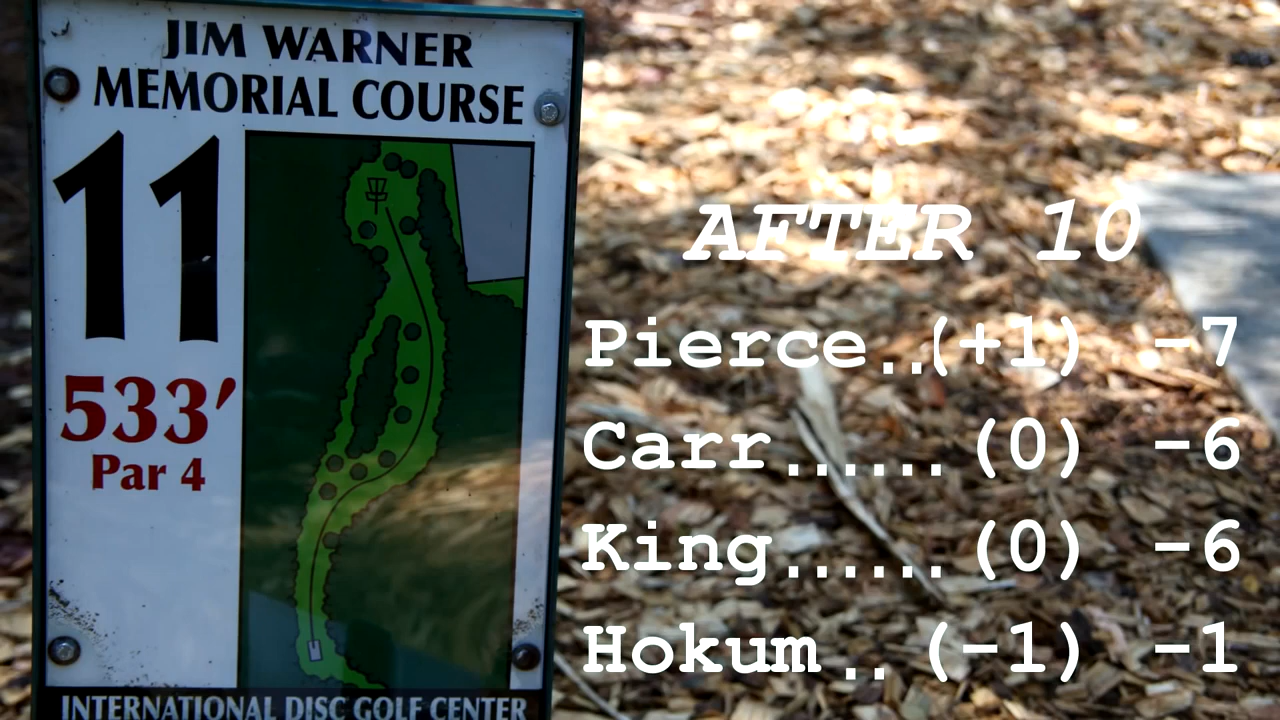 JIM WARNER
MEMORIAL COURSE
11
533'
Par 4
INTERNATIONAL DISC GOLF CENTER
AFTER 10
Pierce..(+1) -7
Carr......(0) -6
King......(0) -6
Hokum..(-1) -1